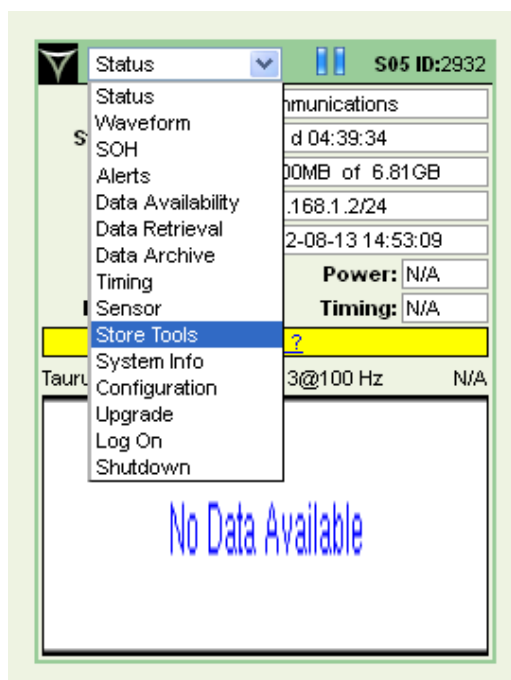 Status S05 ID:2932
Status
Waveform
SOH
Alerts
Data Availability
Data Retrieval
Data Archive
Timing
Sensor
Store Tools
System Info
Configuration
Upgrade
Log On
Shutdown
d 04:39:34
00MB of 6.81GB
.168.1.2/24
2-08-13 14:53:09
Power: N/A
Timing: N/A
?
3@100 Hz N/A
No Data Available